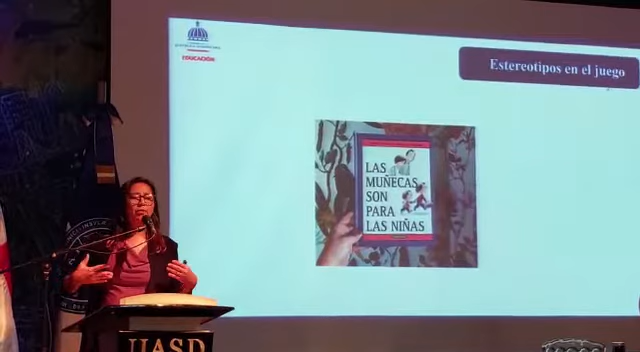 EDUCACIÓN
Estereotipos en el juego
LAS
MUÑECAS
SON
PARA
LAS NIÑAS
UASD